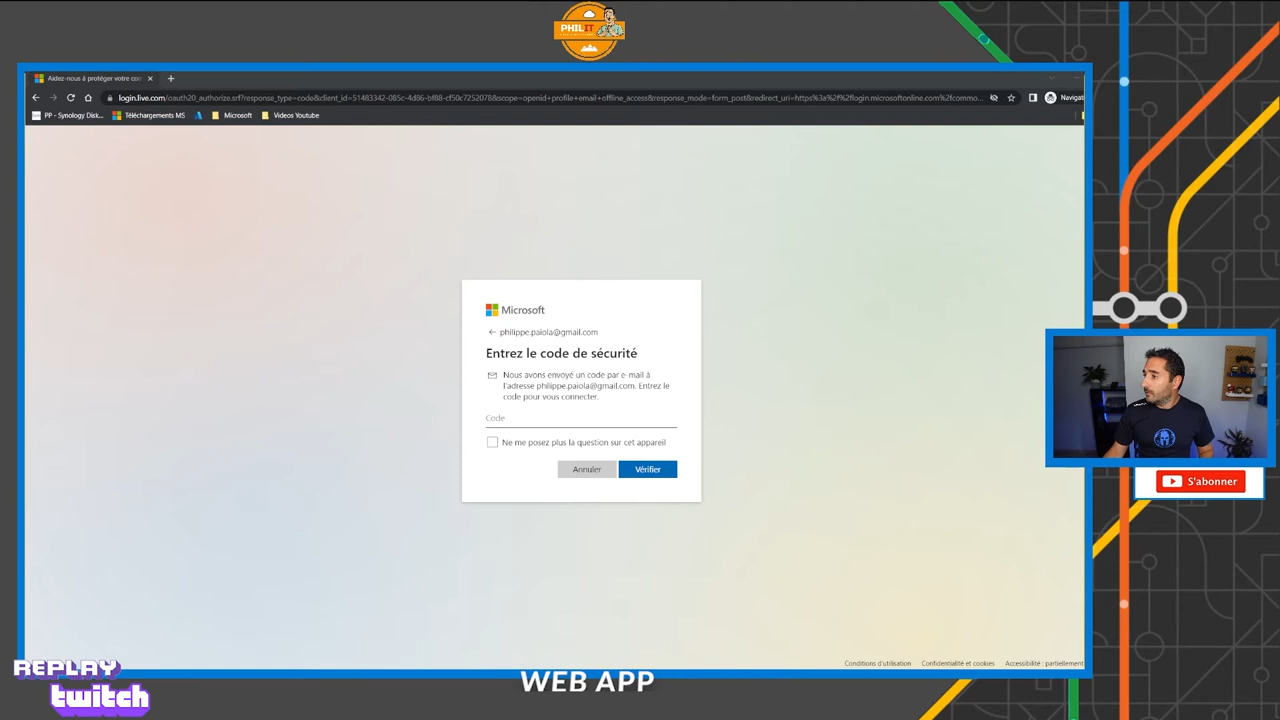 PHILIT
Aidez-nous à protéger votre cor
login.live.com/oauth20_authorize.srf?response_type=code&client_id=51483342-085c-4d86-bf88-cf50c7252078&scope=openid+profile+email+offline_access&response_mode=form_post&redirect_uri=https%3a%2f%2flogin.microsoftonline.com%2fcommo...
Navigat
PP - Synology Disk...
Téléchargements MS
Microsoft
Videos Youtube
Microsoft
philippe.paiola@gmail.com
Entrez le code de sécurité
Nous avons envoyé un code par e-mail à
l'adresse philippe.paiola@gmail.com. Entrez le
code pour vous connecter.
Code
Ne me posez plus la question sur cet appareil
Annuler
Vérifier
S'abonner
Conditions d'utilisation
Confidentialité et cookies
Accessibilité : partiellement
REPLAY
twitch
WEB APP